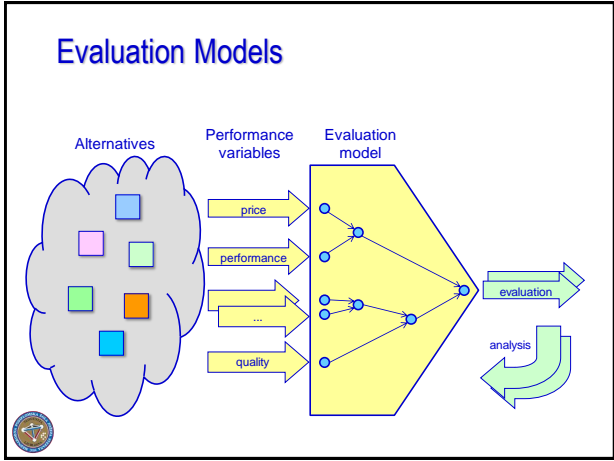 Evaluation Models
Alternatives
Performance
variables
Evaluation
model
price
performance
...
quality
evaluation
analysis